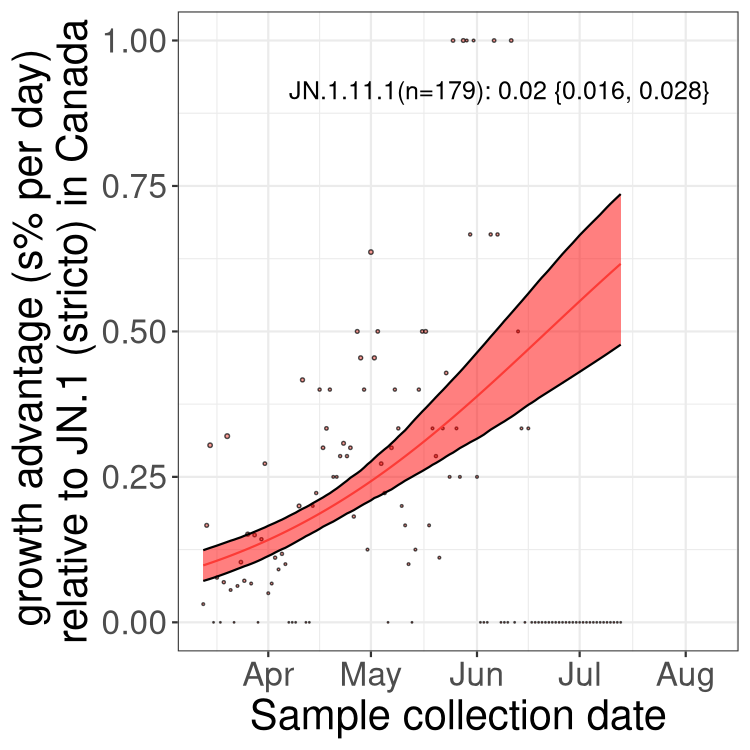 growth advantage (s% per day)
relative to JN.1 (stricto) in Canada
1.00
0.75
0.50
0.25
0.00
JN.1.11.1(n=179): 0.02 {0.016, 0.028}
Apr May Jun Jul Aug
Sample collection date